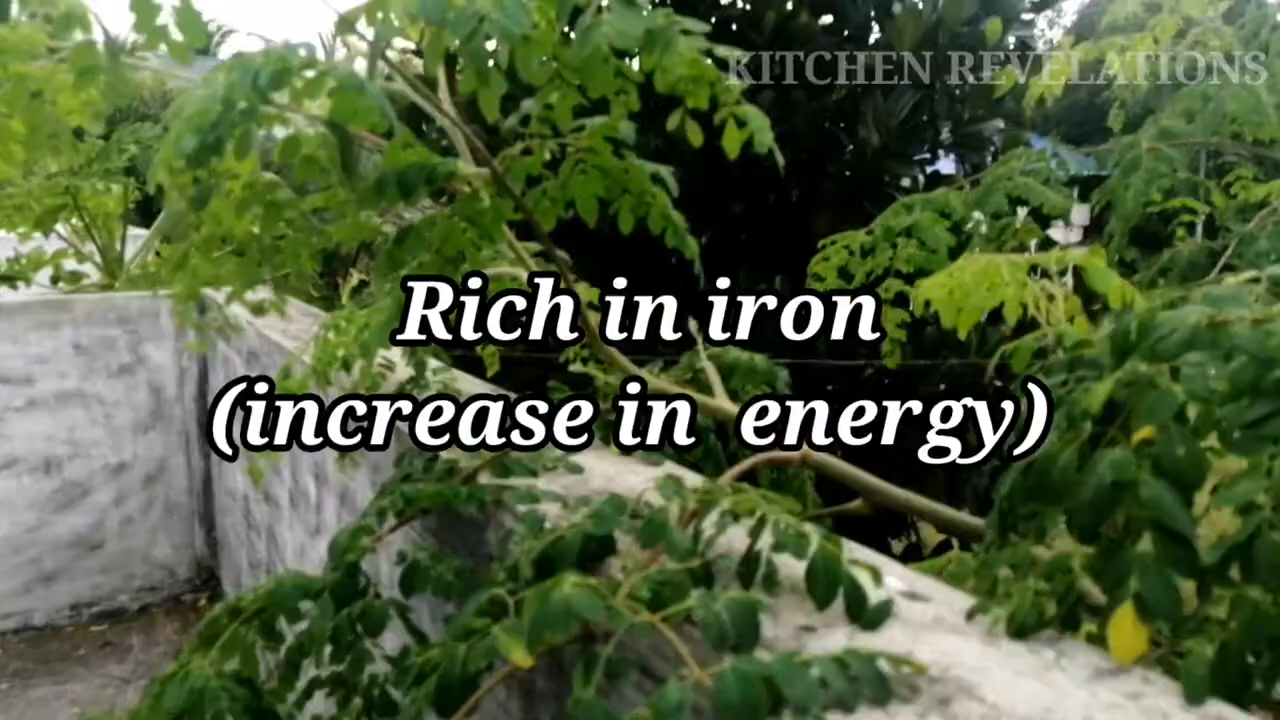 KITCHEN REVELATIONS
Rich in iron
(increase in energy)